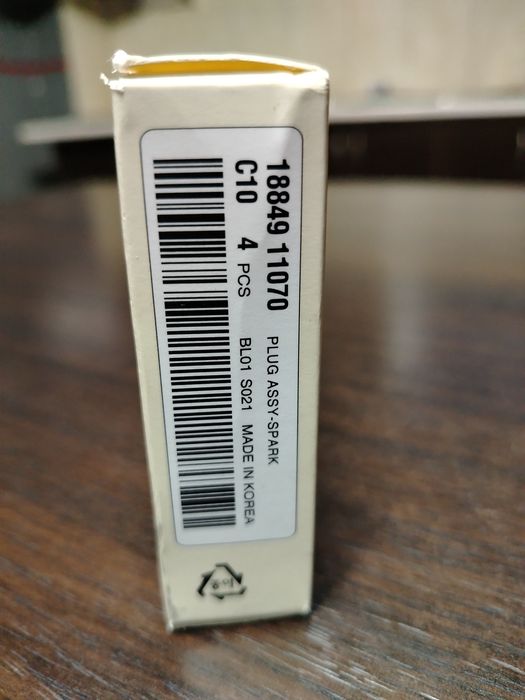 18849 11070 PLUG ASSY-SPARK
C10 4 PCS BL01 S021 MADE IN KOREA